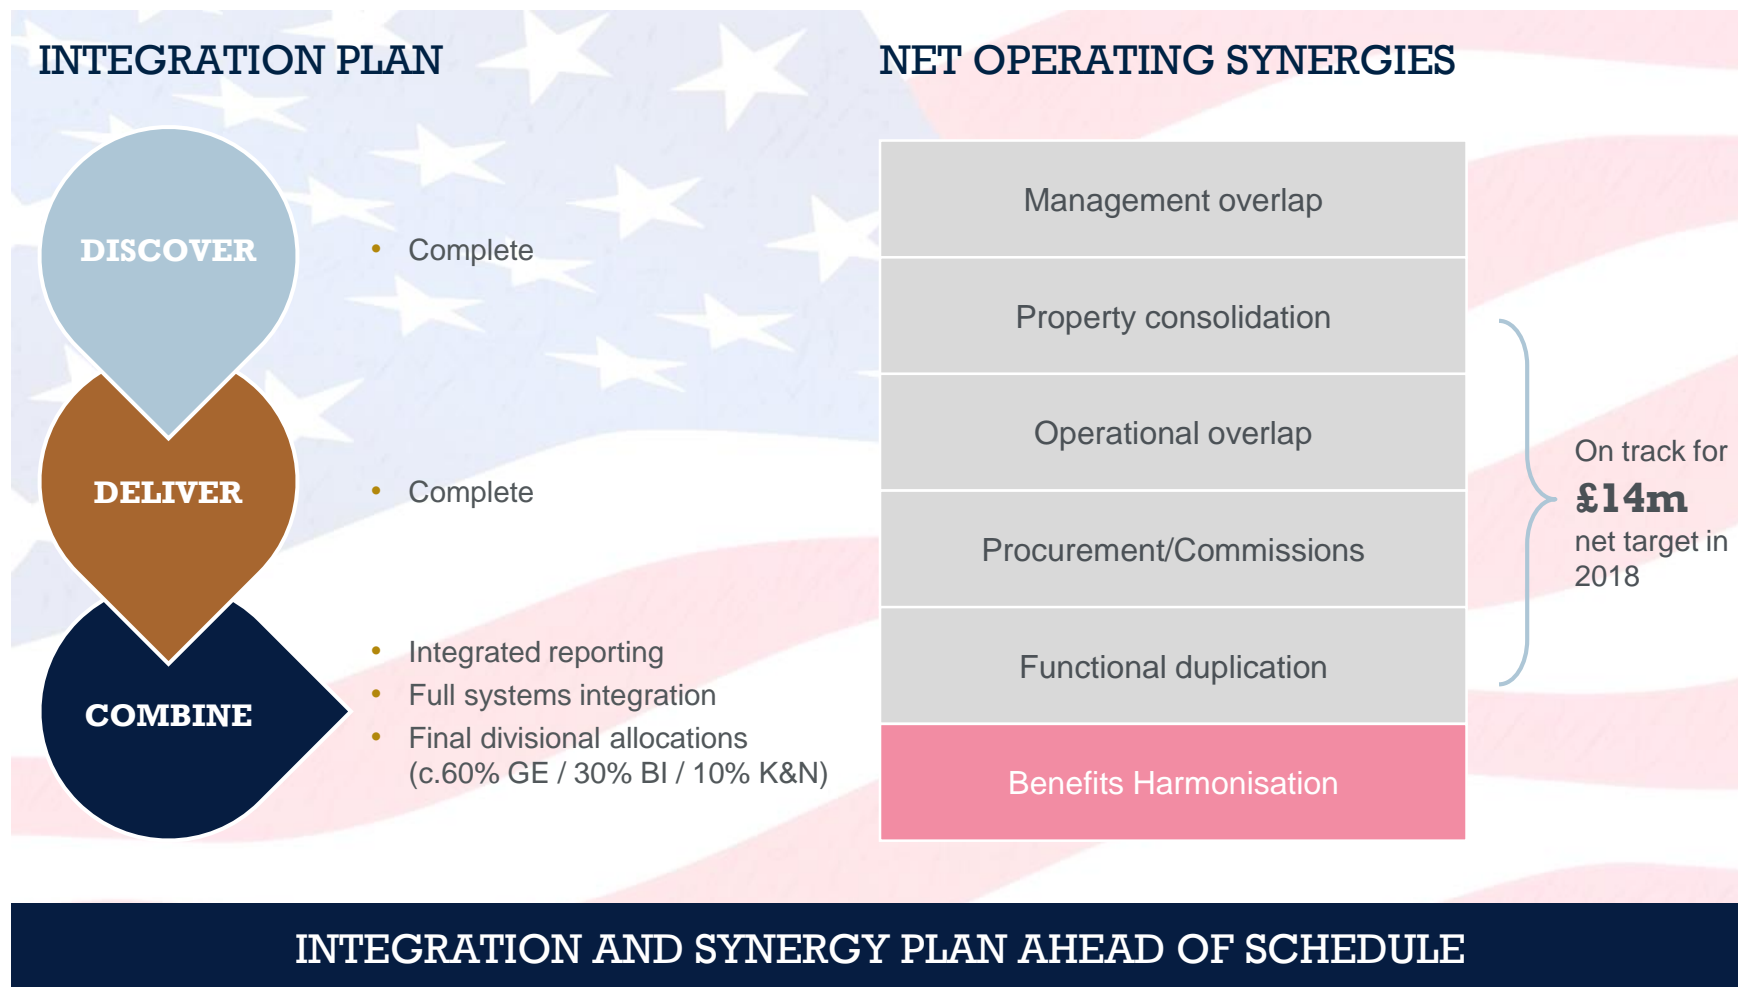 INTEGRATION PLAN
DISCOVER
• Complete
DELIVER
• Complete
COMBINE
• Integrated reporting
• Full systems integration
• Final divisional allocations
(c.60% GE / 30% BI / 10% K&N)
NET OPERATING SYNERGIES
Management overlap
Property consolidation
Operational overlap
Procurement/Commissions
Functional duplication
Benefits Harmonisation
On track for
£14m
net target in
2018
INTEGRATION AND SYNERGY PLAN AHEAD OF SCHEDULE